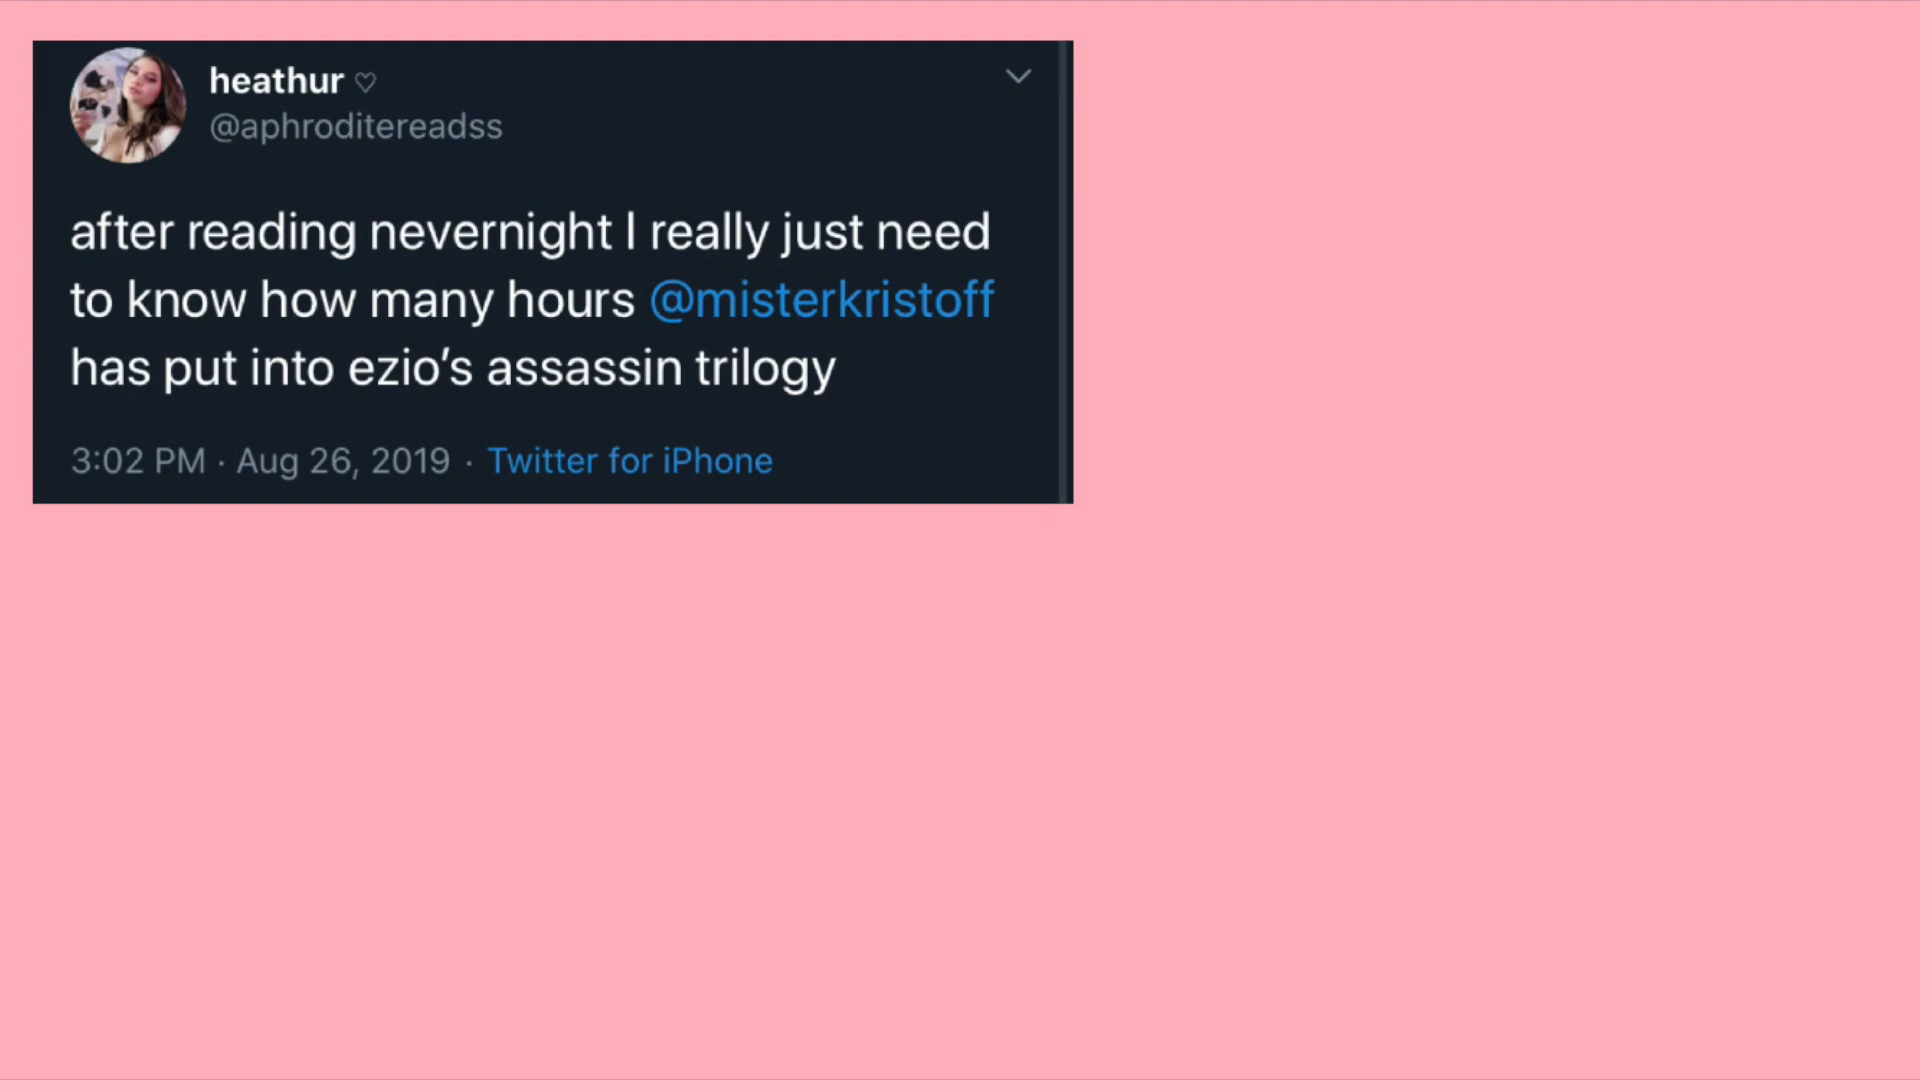 heathur ♡
@aphroditereadss
after reading nevernight I really just need
to know how many hours @misterkristoff
has put into ezio’s assassin trilogy
3:02 PM · Aug 26, 2019 · Twitter for iPhone